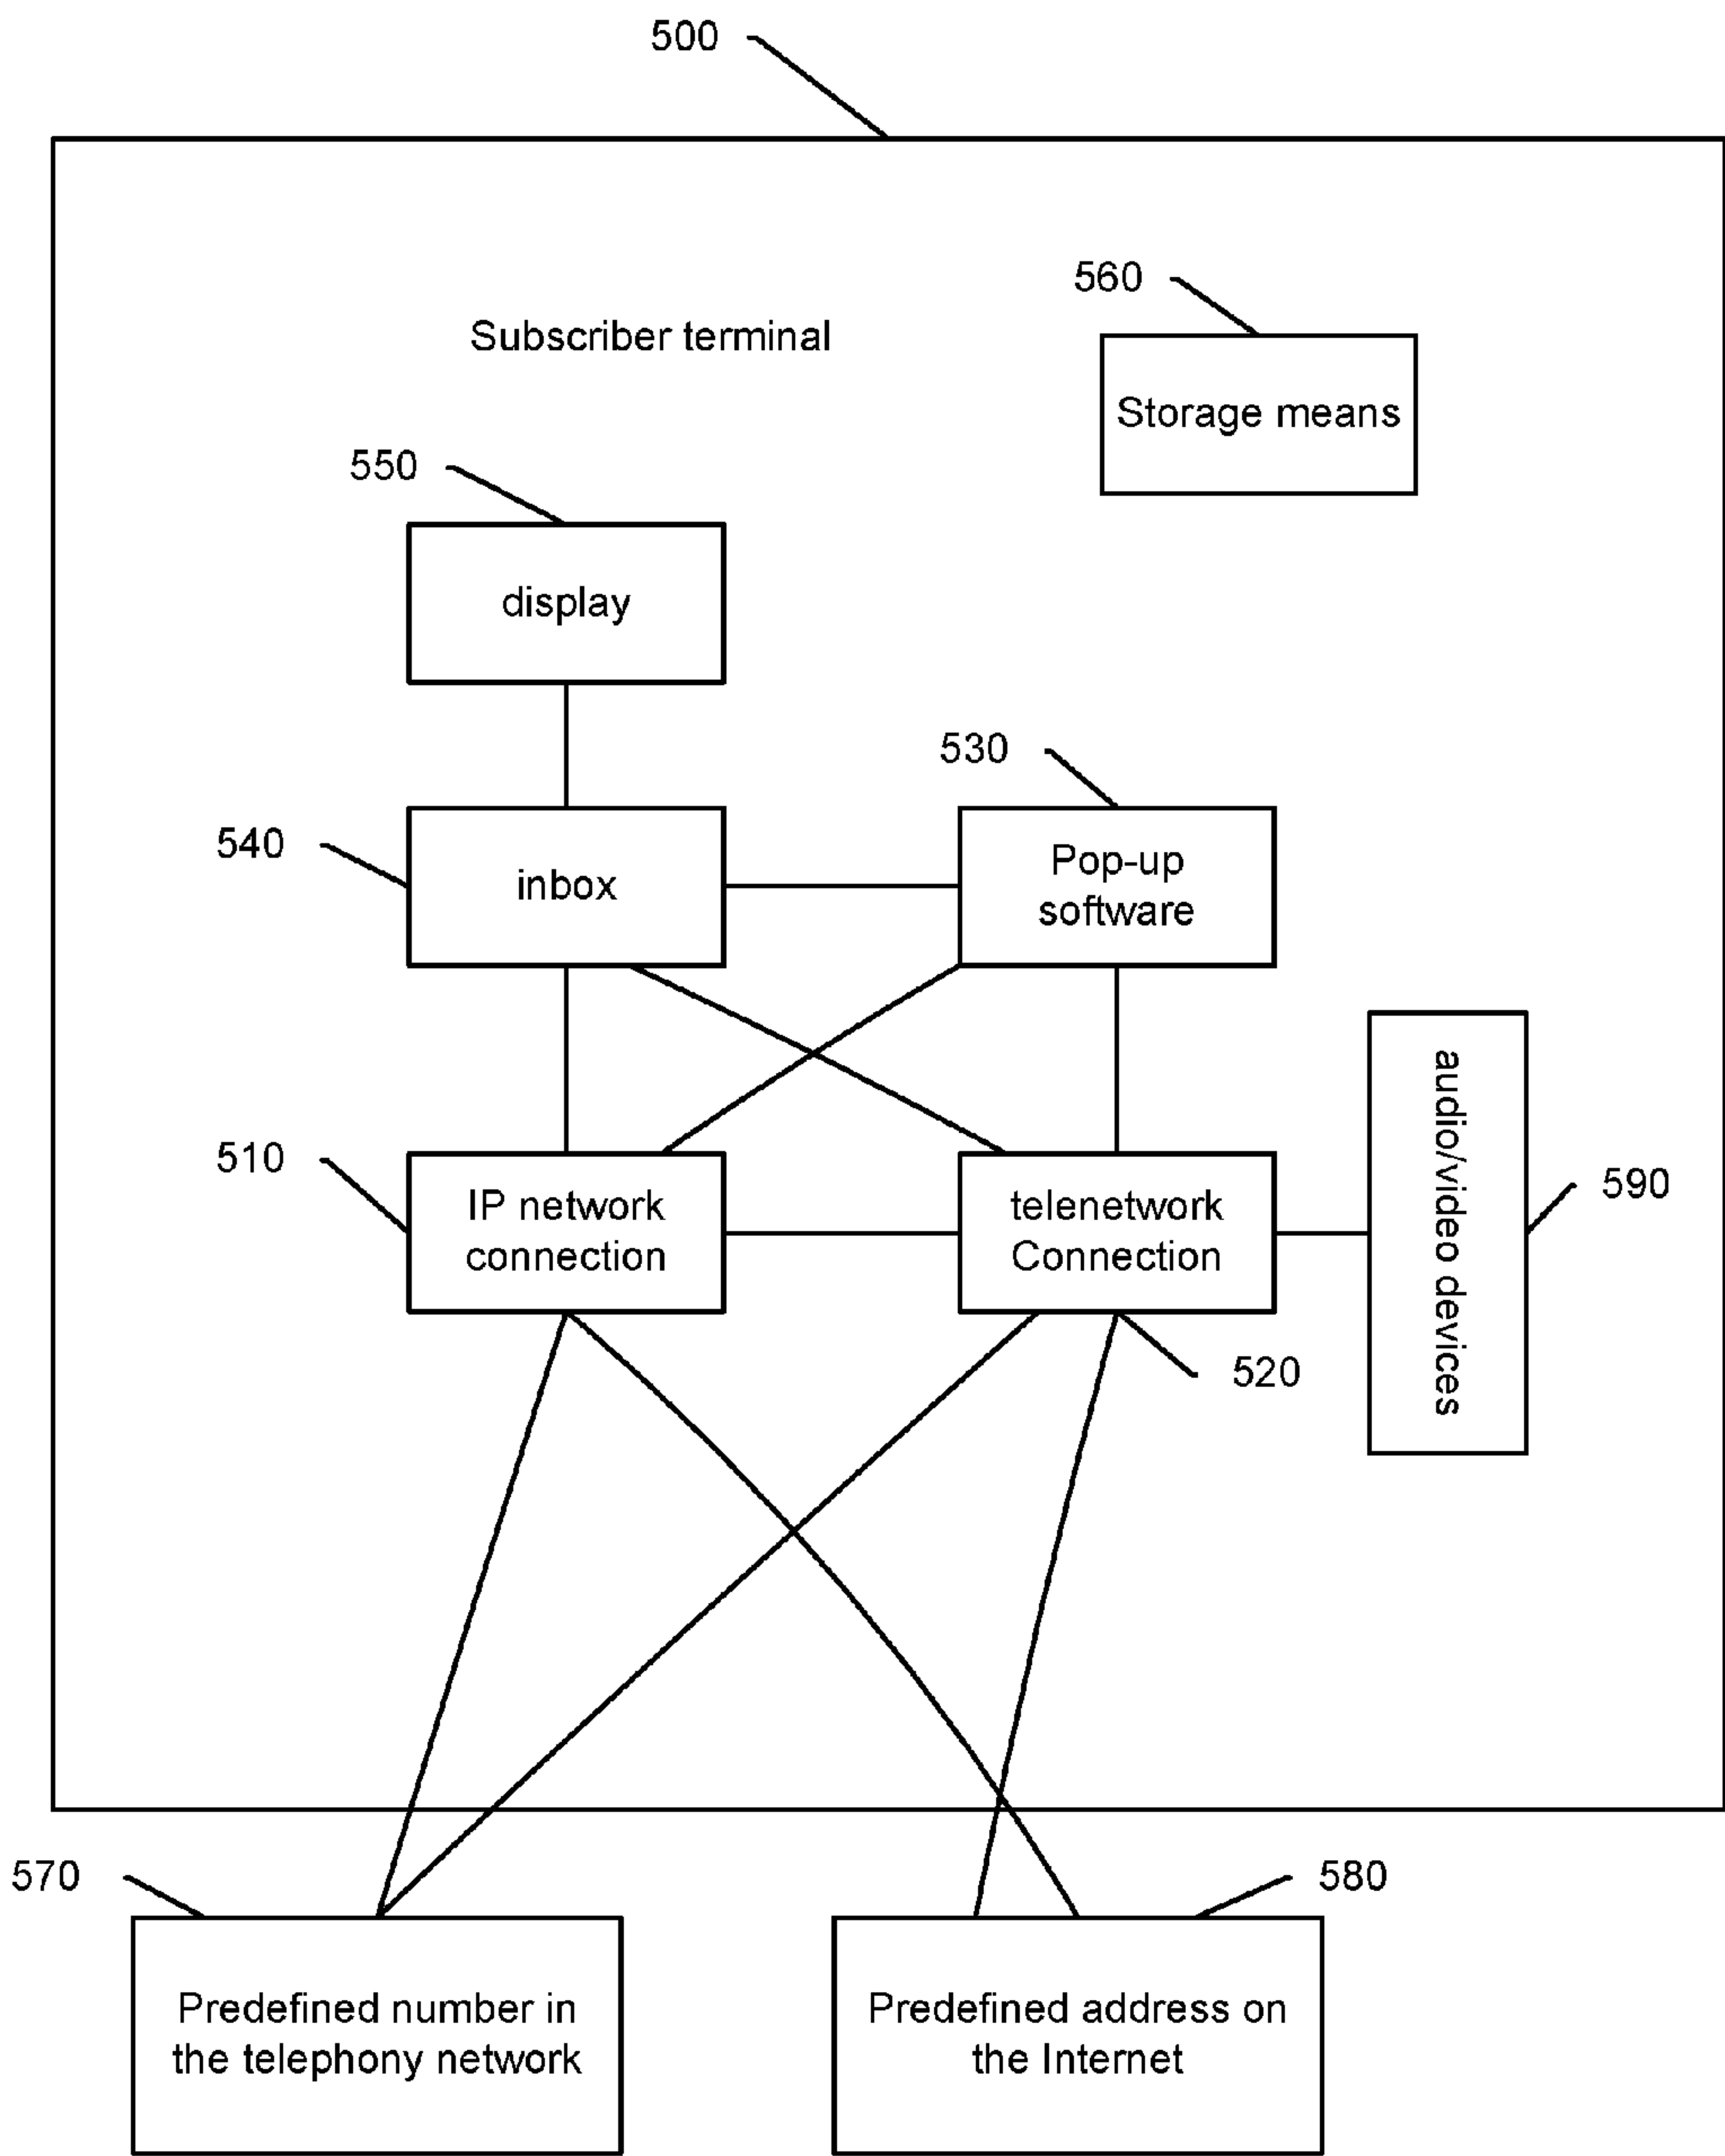 500
560
Subscriber terminal
Storage means
550
display
530
540
inbox
Pop-up
software
audio/video devices
510
IP network
connection
telenetwork
Connection
590
520
570
580
Predefined number in
the telephony network
Predefined address on
the Internet